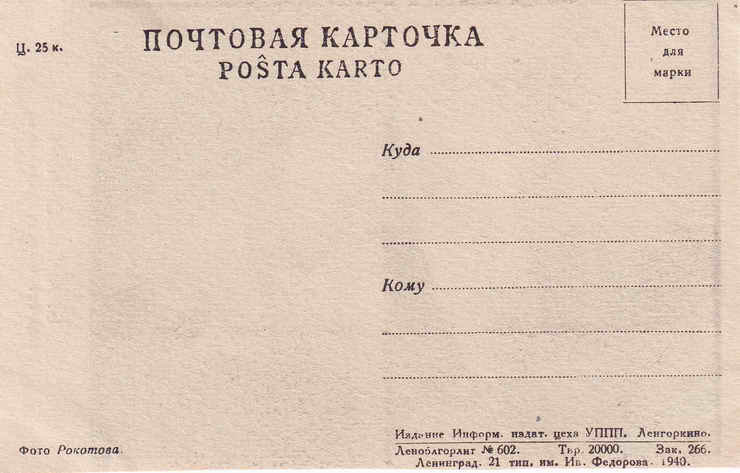 Ц. 25 к.
ПОЧТОВАЯ КАРТОЧКА
POŜTA KARTO
Место
для
марки
Куда
Кому
Фото Рокотова.
Издание Информ. издат. цеха УППП. Ленгоркино.
Леноблгорлит № 602. Тир. 20000. Зак. 266.
Ленинград. 21 тип. им. Ив. Федорова 1940.